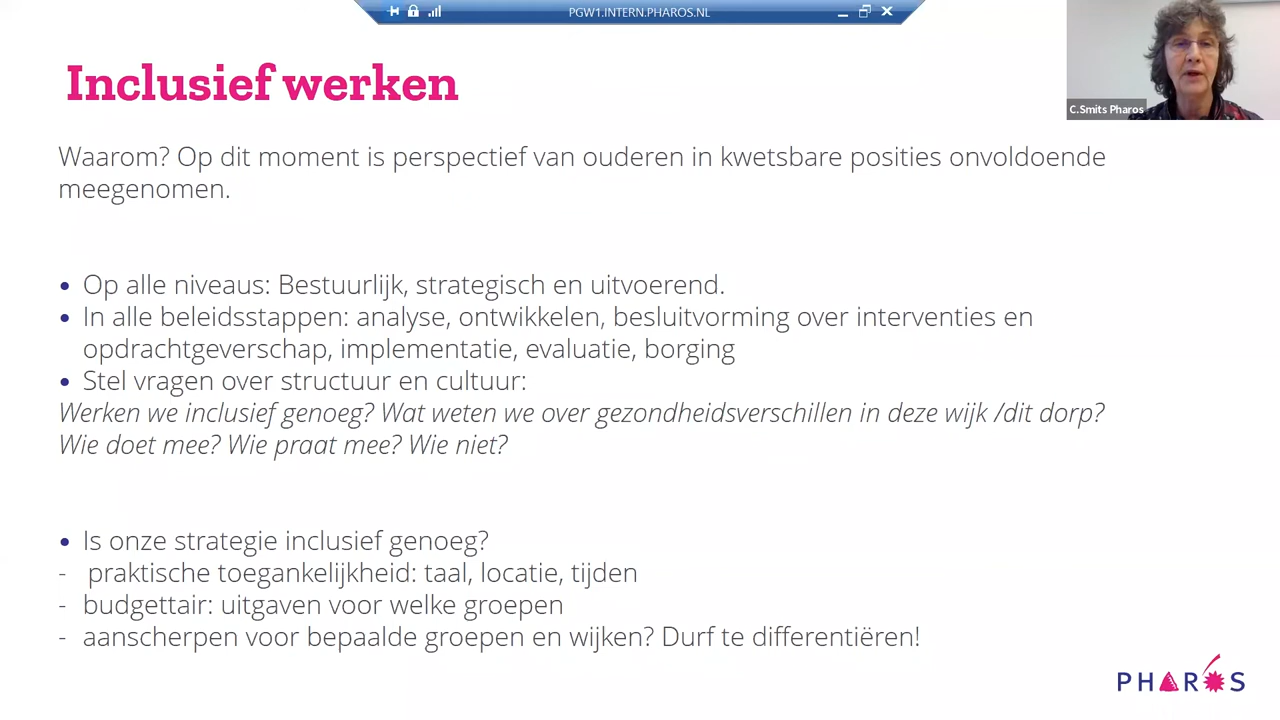 PGW1.INTERN.PHAROS.NL
Inclusief werken
C.Smits Pharos
Waarom? Op dit moment is perspectief van ouderen in kwetsbare posities onvoldoende
meegenomen.
• Op alle niveaus: Bestuurlijk, strategisch en uitvoerend.
• In alle beleidsstappen: analyse, ontwikkelen, besluitvorming over interventies en
opdrachtgeverschap, implementatie, evaluatie, borging
• Stel vragen over structuur en cultuur:
Werken we inclusief genoeg? Wat weten we over gezondheidsverschillen in deze wijk /dit dorp?
Wie doet mee? Wie praat mee? Wie niet?
• Is onze strategie inclusief genoeg?
- praktische toegankelijkheid: taal, locatie, tijden
- budgettair: uitgaven voor welke groepen
- aanscherpen voor bepaalde groepen en wijken? Durf te differentiëren!
PHAROS